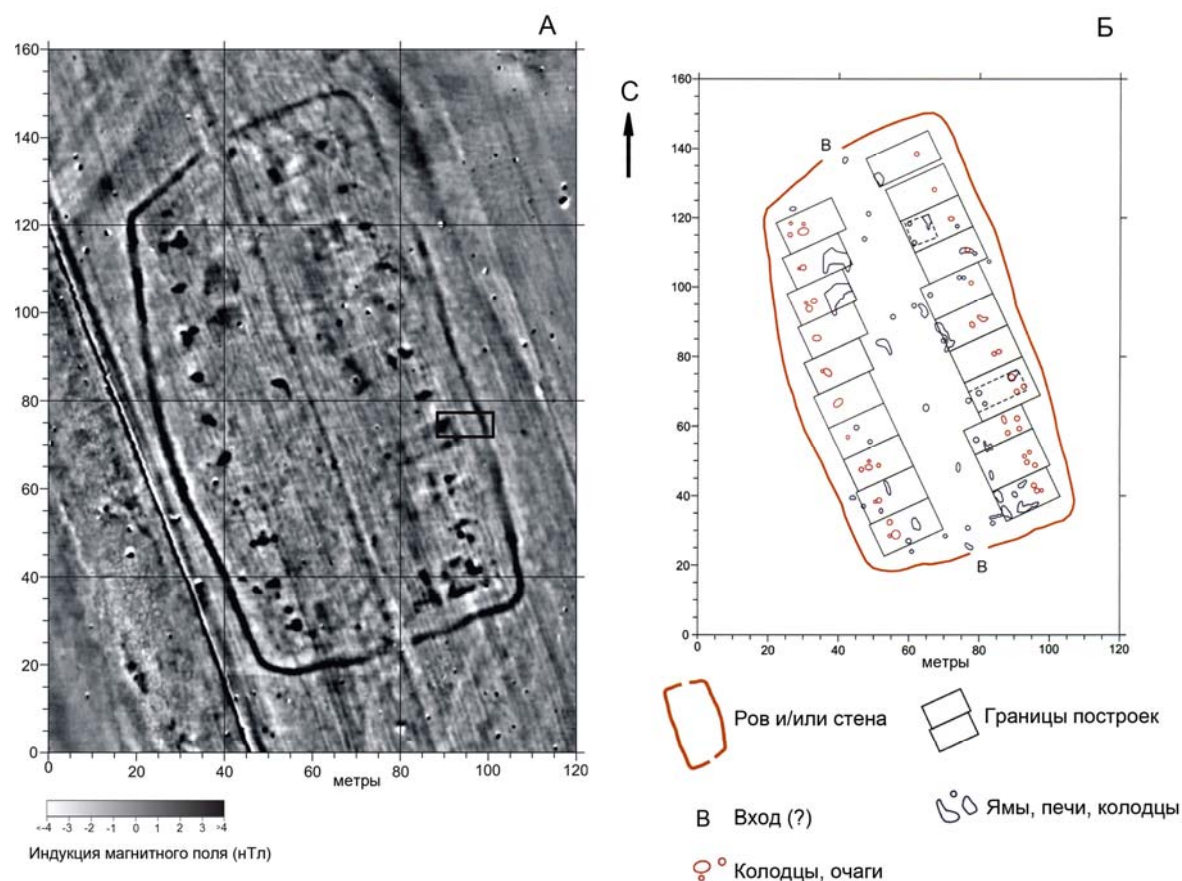 А
160
140
120
100
80
60
40
20
0
0 20 40 60 80 100 120
метры
<-4 -3 -2 -1 0 1 2 3 >4
Индукция магнитного поля (нТл)
Б
С
160
140
120
100
80
60
40
20
0
20 40 60 80 100 120
метры
В
В
Ров и/или стена
Границы построек
В Вход (?)
Ямы, печи, колодцы
Колодцы, очаги